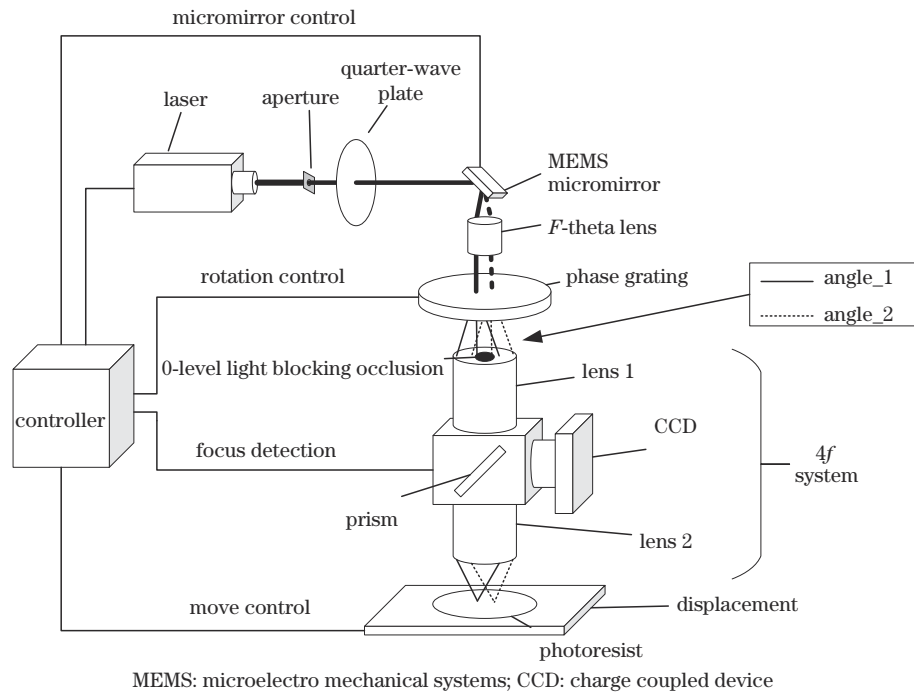 micromirror control
quarter-wave
plate
aperture
laser
MEMS
micromirror
F-theta lens
rotation control
phase grating
angle_1
angle_2
0-level light blocking occlusion
lens 1
controller
CCD
focus detection
4f
system
prism
lens 2
move control
displacement
photoresist
MEMS: microelectro mechanical systems; CCD: charge coupled device